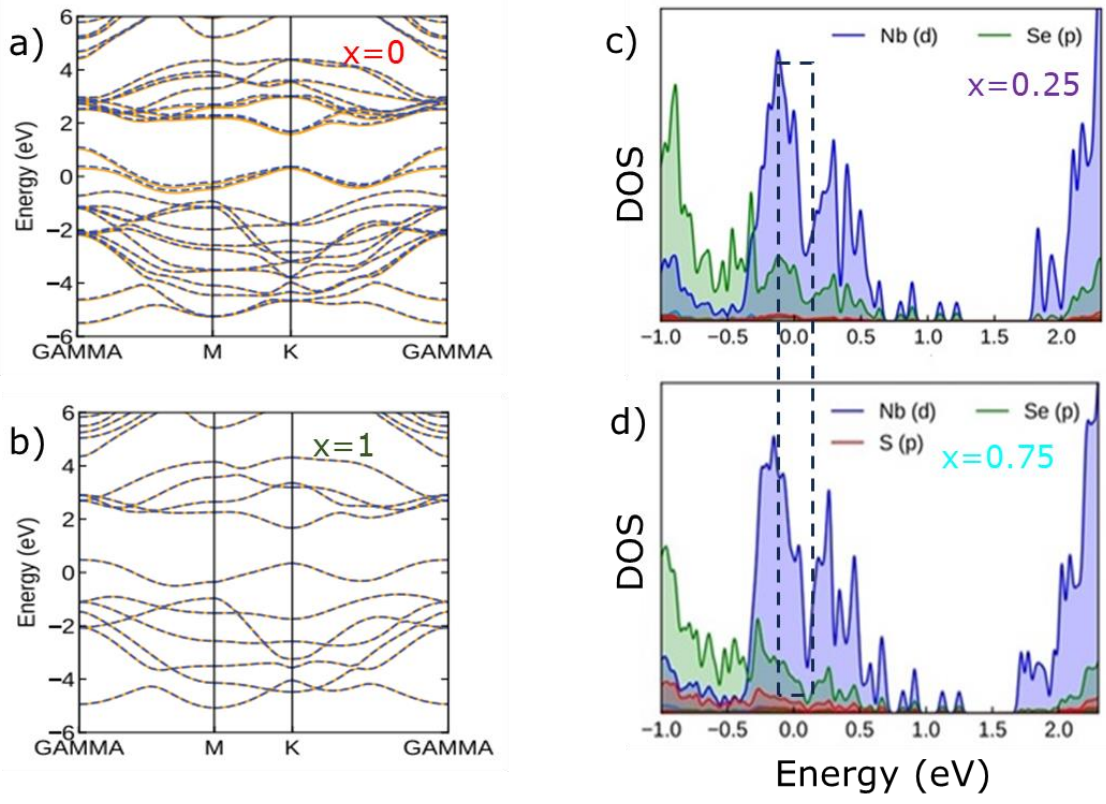 a)
x=0
Energy (eV)
6
4
2
0
−2
−4
−6
GAMMA M K GAMMA
b)
x=1
Energy (eV)
6
4
2
0
−2
−4
−6
GAMMA M K GAMMA
c)
Nb (d) Se (p)
x=0.25
DOS
−1.0 −0.5 0.0 0.5 1.0 1.5 2.0
d)
Nb (d) Se (p)
S (p)
x=0.75
DOS
−1.0 −0.5 0.0 0.5 1.0 1.5 2.0
Energy (eV)